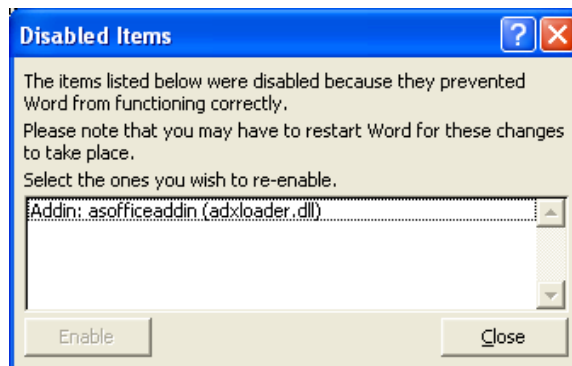 Disabled Items
The items listed below were disabled because they prevented
Word from functioning correctly.
Please note that you may have to restart Word for these changes
to take place.
Select the ones you wish to re-enable.
Addin: asofficeaddin (adxloader.dll)
Enable Close